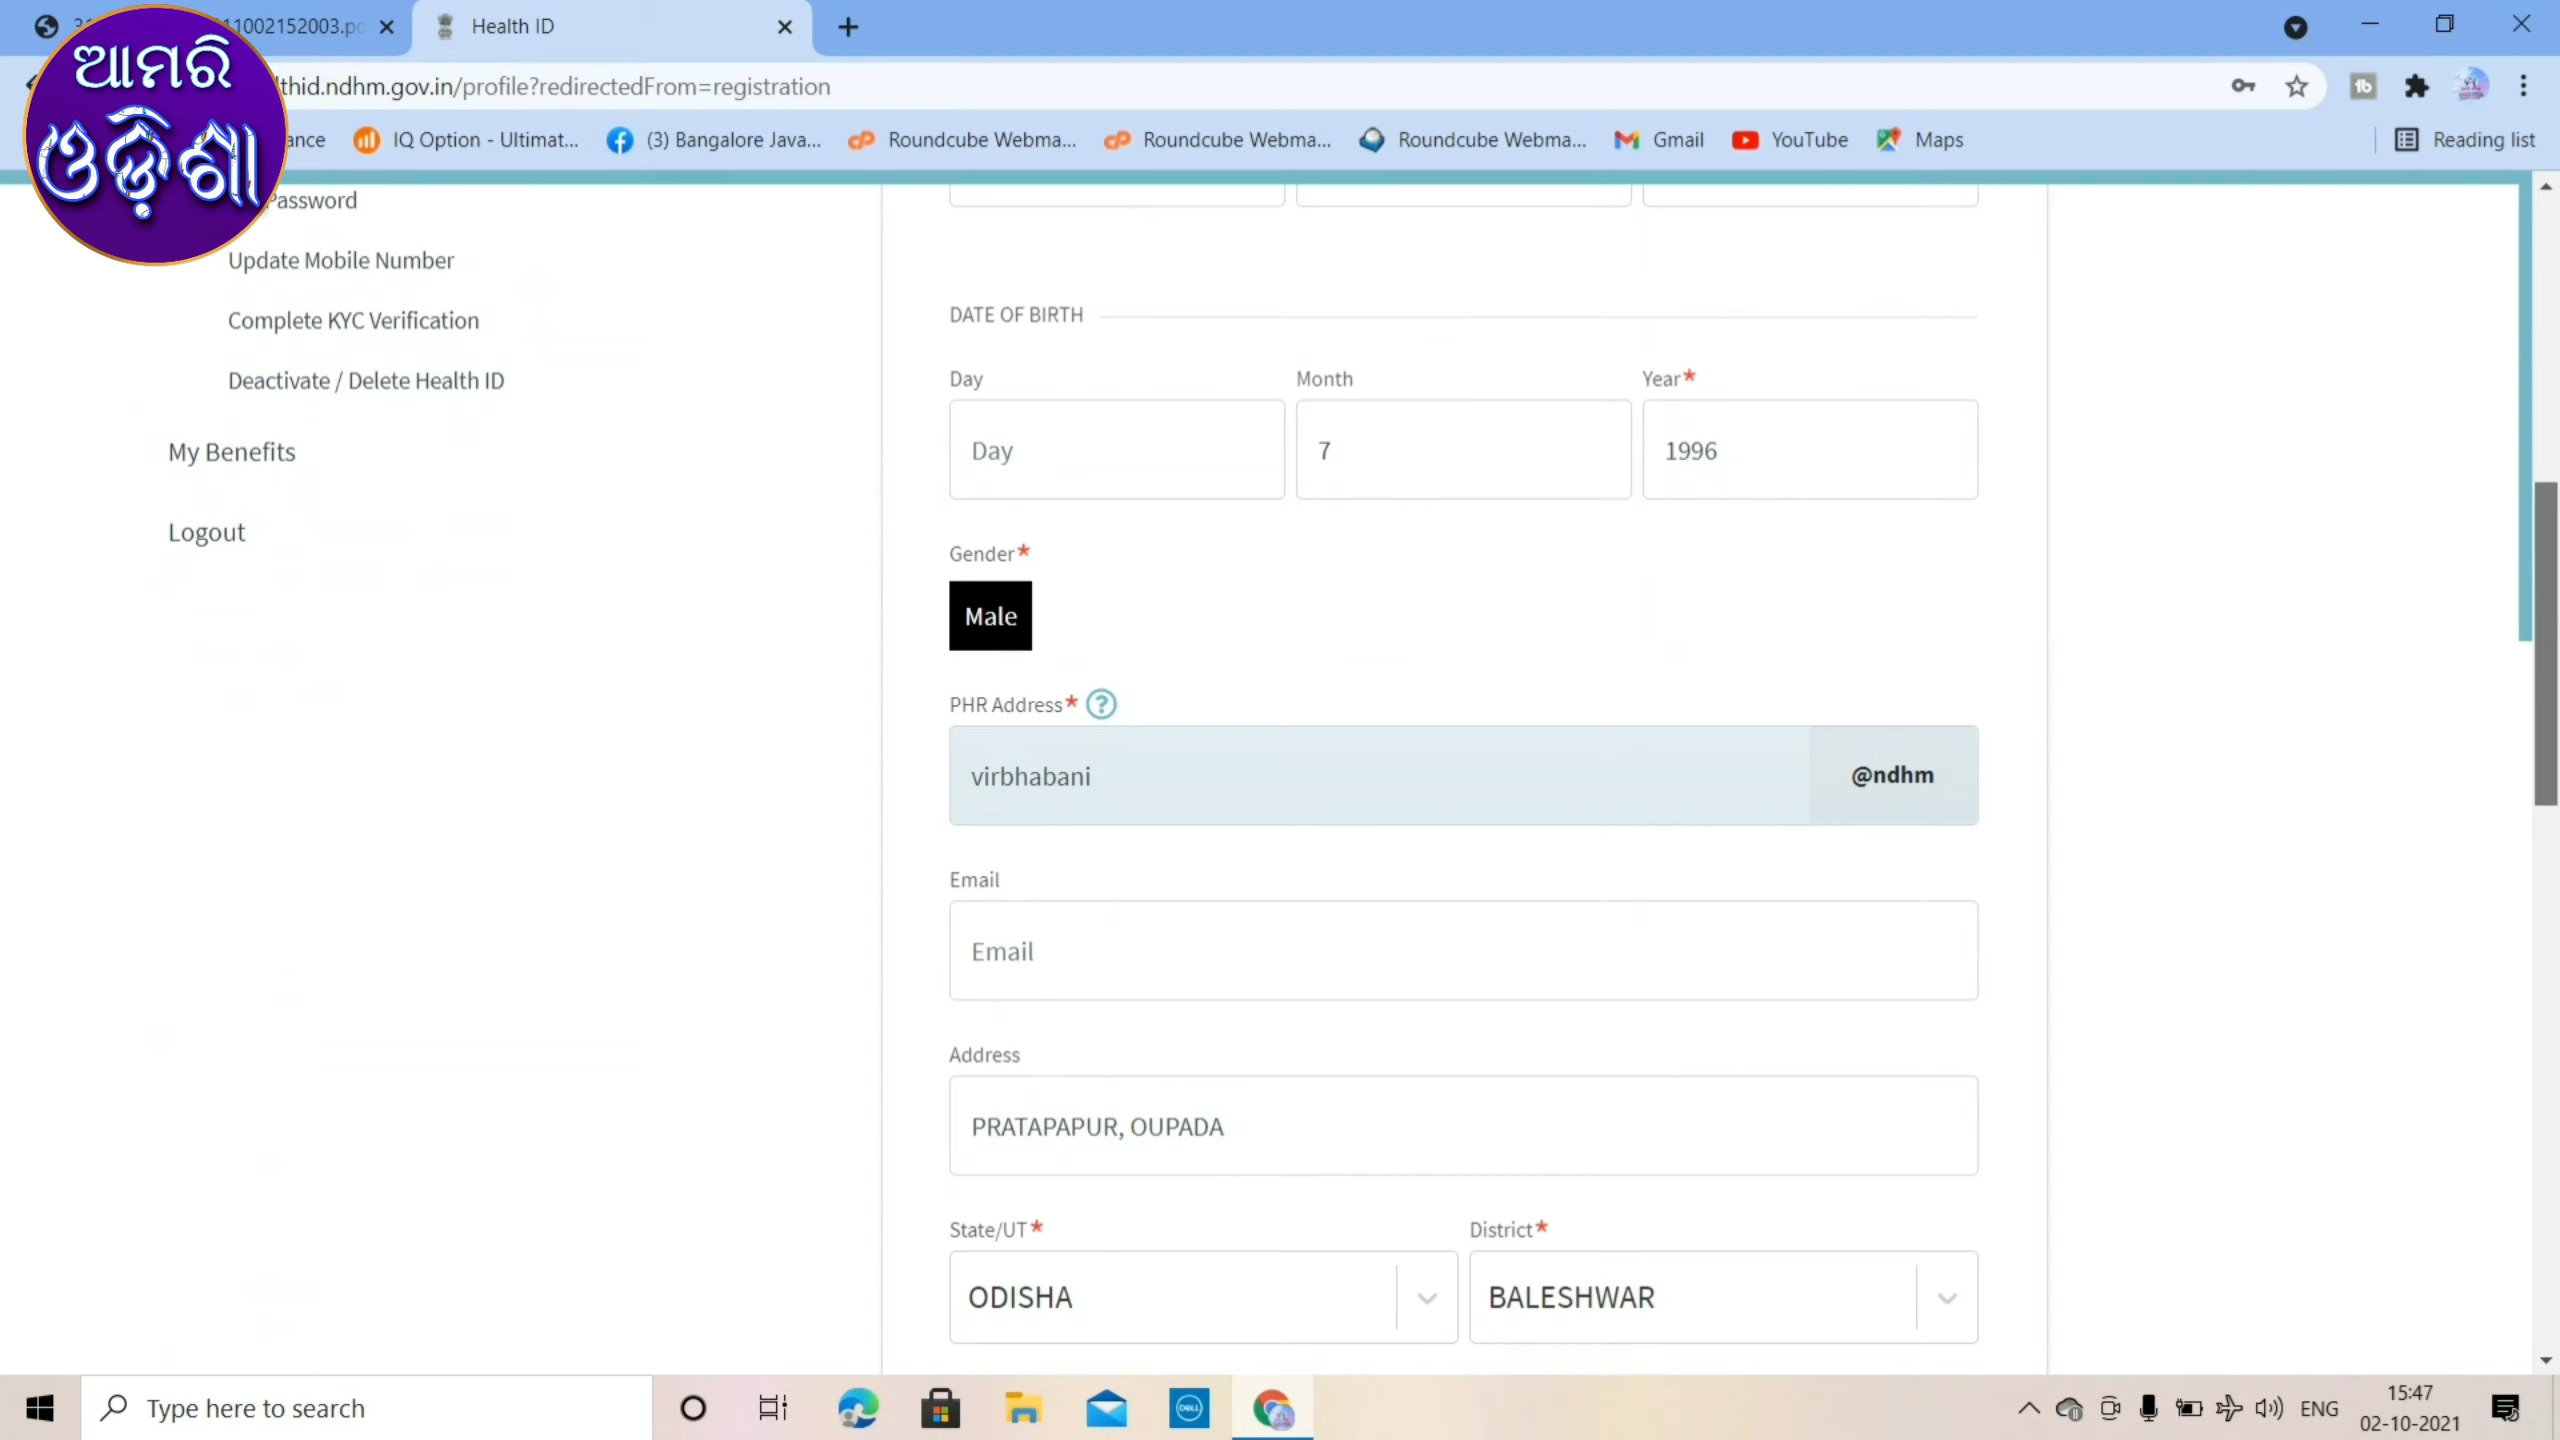 ଆମରି
ଓଡ଼ିଶା
1002152003.pd
Health ID
thid.ndhm.gov.in/profile?redirectedFrom=registration
ance
IQ Option - Ultimat...
(3) Bangalore Java...
Roundcube Webma...
Roundcube Webma...
Roundcube Webma...
Gmail
YouTube
Maps
Reading list
Password
Update Mobile Number
Complete KYC Verification
Deactivate / Delete Health ID
My Benefits
Logout
DATE OF BIRTH
Day
Month
Year*
Day
7
1996
Gender*
Male
PHR Address* ?
virbhabani
@ndhm
Email
Email
Address
PRATAPAPUR, OUPADA
State/UT*
District*
ODISHA
BALESHWAR
Type here to search
DELL
ENG
15:47
02-10-2021